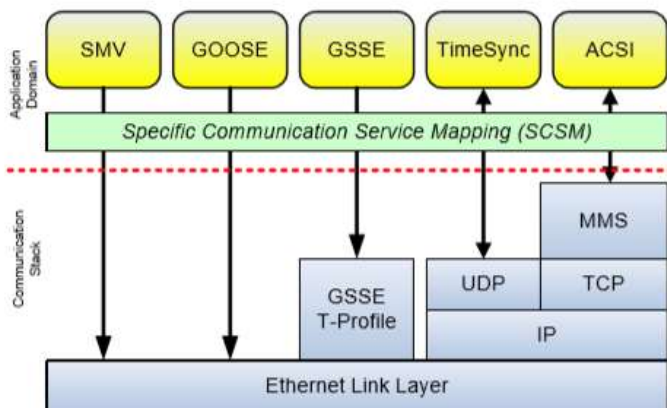 Application
Domain
SMV
GOOSE
GSSE
TimeSync
ACSI
Specific Communication Service Mapping (SCSM)
Communication
Stack
MMS
GSSE
T-Profile
UDP
TCP
IP
Ethernet Link Layer